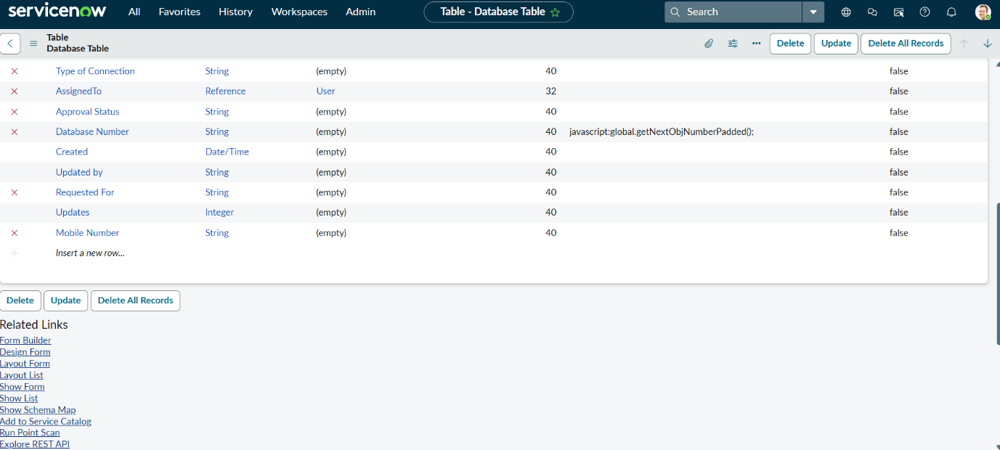 servicenow All Favorites History Workspaces Admin Table - Database Table Search
Table
Database Table
Delete Update Delete All Records
Type of Connection String (empty) 40 false
AssignedTo Reference User 32 false
Approval Status String (empty) 40 false
Database Number String (empty) 40 javascript:global.getNextObjNumberPadded(); false
Created Date/Time (empty) 40 false
Updated by String (empty) 40 false
Requested For String (empty) 40 false
Updates Integer (empty) 40 false
Mobile Number String (empty) 40 false
Insert a new row...
Delete Update Delete All Records
Related Links
Form Builder
Design Form
Layout Form
Layout List
Show Form
Show List
Show Schema Map
Add to Service Catalog
Run Point Scan
Explore REST API